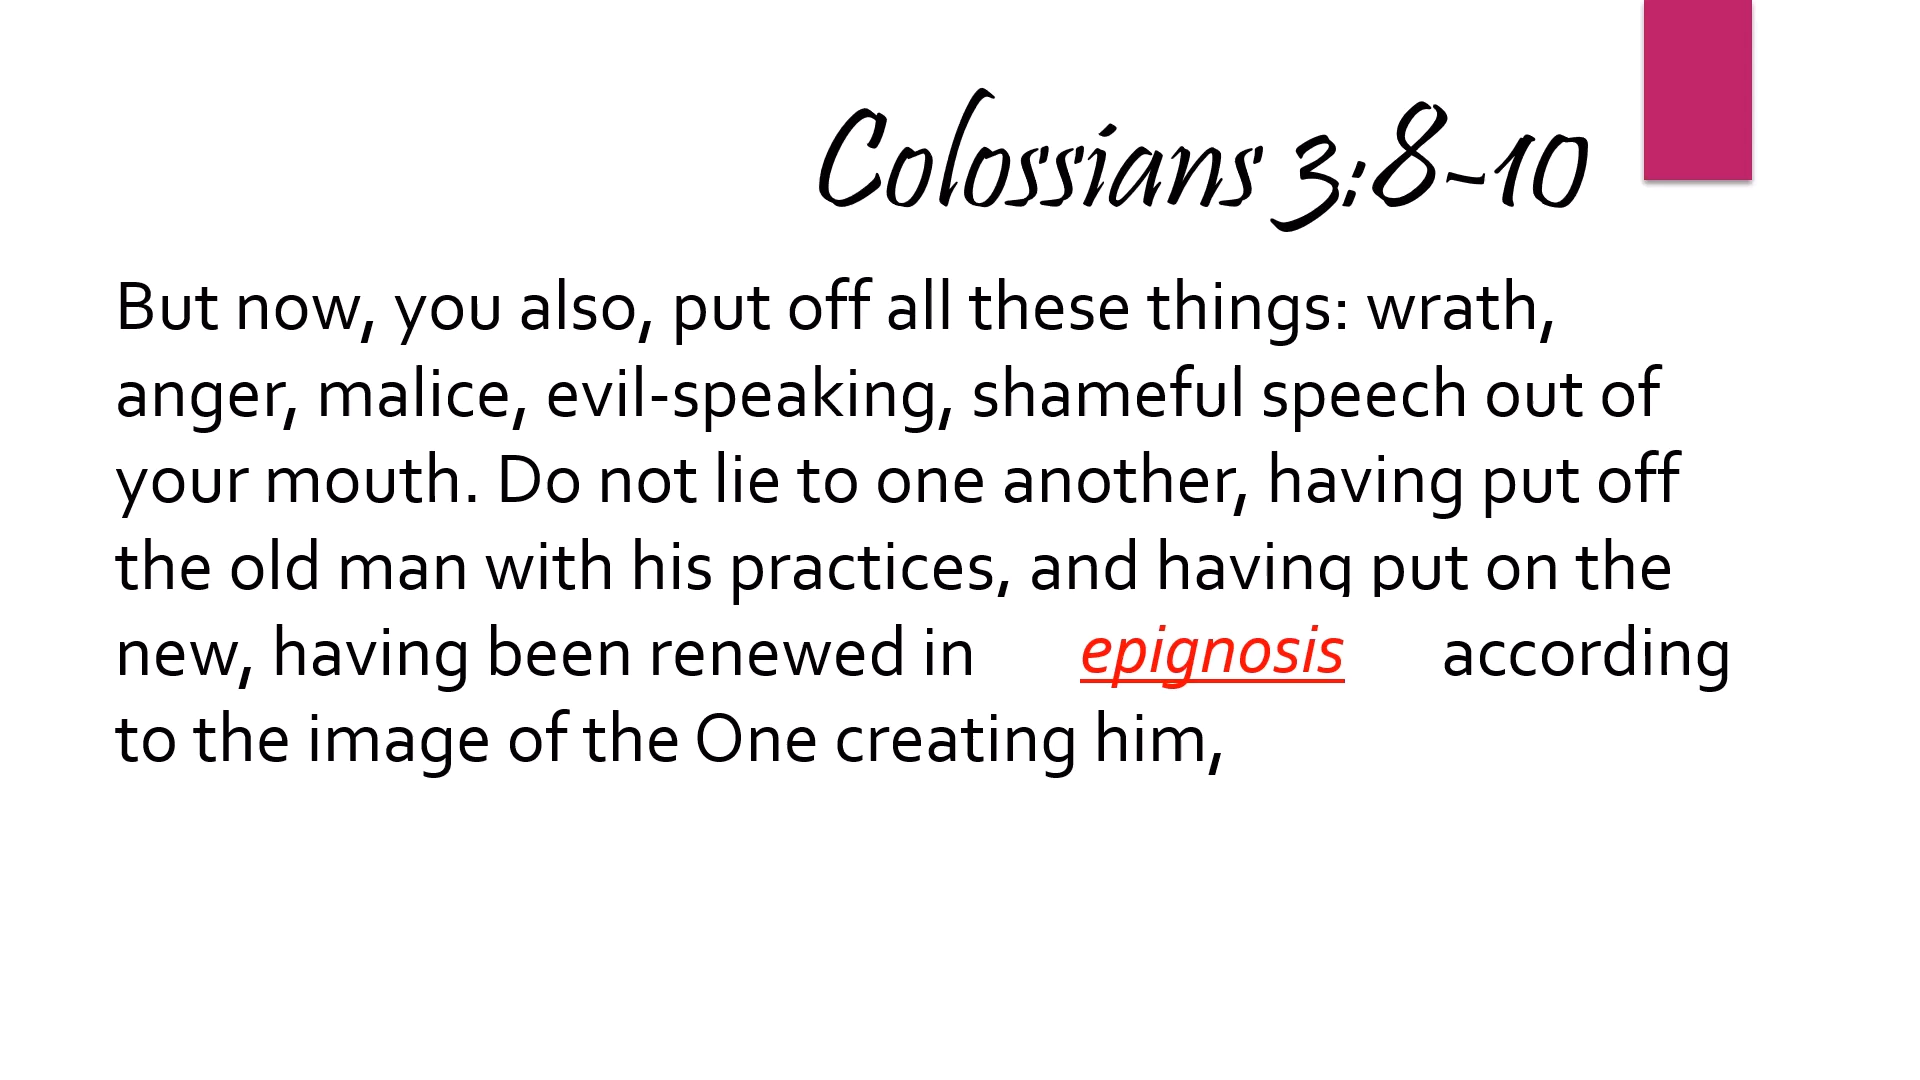 Colossians 3:8-10
But now, you also, put off all these things: wrath,
anger, malice, evil-speaking, shameful speech out of
your mouth. Do not lie to one another, having put off
the old man with his practices, and having put on the
new, having been renewed in epignosis according
to the image of the One creating him,